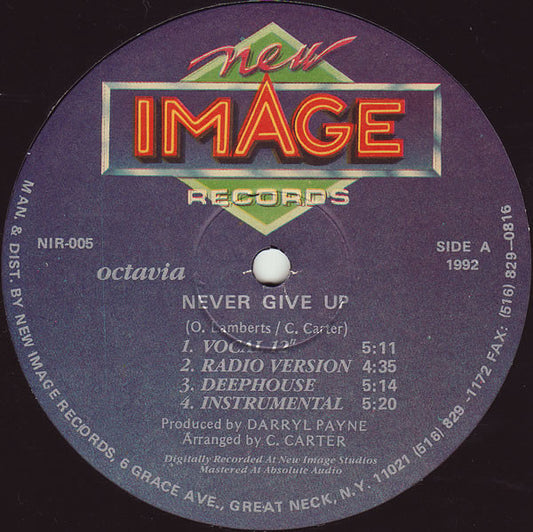 new
IMAGE
RECORDS
NIR-005
SIDE A
1992
octavia
NEVER GIVE UP
(O. Lamberts / C. Carter)
1. VOCAL 12" 5:11
2. RADIO VERSION 4:35
3. DEEPHOUSE 5:14
4. INSTRUMENTAL 5:20
Produced by DARRYL PAYNE
Arranged by C. CARTER
Digitally Recorded At New Image Studios
Mastered At Absolute Audio
MAN. & DIST. BY NEW IMAGE RECORDS, 6 GRACE AVE., GREAT NECK, N.Y. 11021 (516) 829-1172 FAX: (516) 829-0816